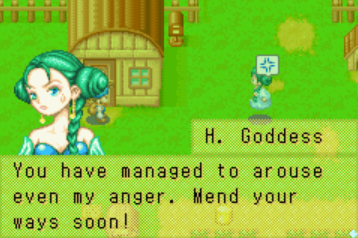 H. Goddess
You have managed to arouse
even my anger. Mend your
ways soon!